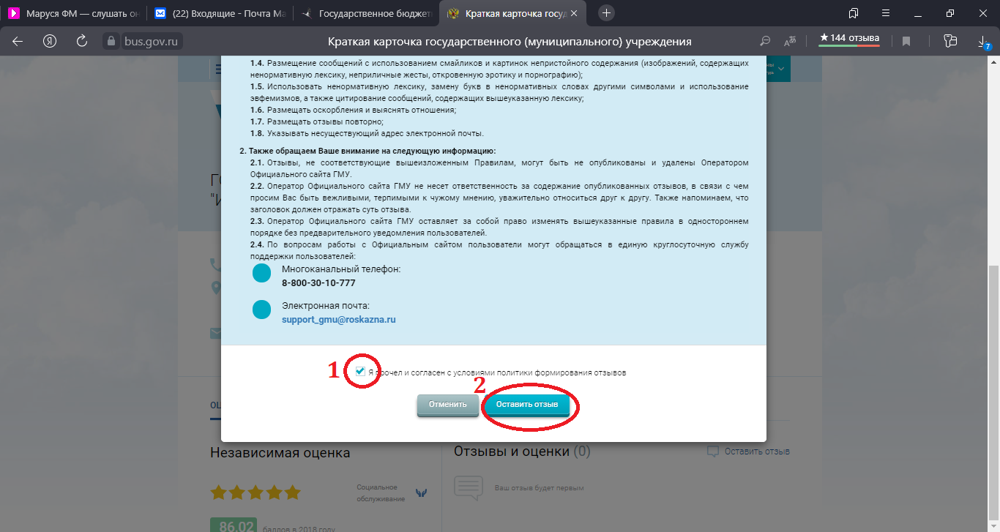 Маруся ФМ — слушать он
(22) Входящие - Почта Ma
Государственное бюджет
Краткая карточка госуд
bus.gov.ru
Краткая карточка государственного (муниципального) учреждения
★ 144 отзыва
7
1.4. Размещение сообщений с использованием смайликов и картинок непристойного содержания (изображений, содержащих
ненормативную лексику, неприличные жесты, откровенную эротику и порнографию);
1.5. Использовать ненормативную лексику, замену букв в ненормативных словах другими символами и использование
эвфемизмов, а также цитирование сообщений, содержащих вышеуказанную лексику;
1.6. Размещать оскорбления и выяснять отношения;
1.7. Размещать отзывы повторно;
1.8. Указывать несуществующий адрес электронной почты.
2. Также обращаем Ваше внимание на следующую информацию:
2.1. Отзывы, не соответствующие вышеизложенным Правилам, могут быть не опубликованы и удалены Оператором
Официального сайта ГМУ.
2.2. Оператор Официального сайта ГМУ не несет ответственность за содержание опубликованных отзывов, в связи с чем
просим Вас быть вежливыми, терпимыми к чужому мнению, уважительно относиться друг к другу. Также напоминаем, что
заголовок должен отражать суть отзыва.
2.3. Оператор Официального сайта ГМУ оставляет за собой право изменять вышеуказанные правила в одностороннем
порядке без предварительного уведомления пользователей.
2.4. По вопросам работы с Официальным сайтом пользователи могут обращаться в единую круглосуточную службу
поддержки пользователей:
Многоканальный телефон:
8-800-30-10-777
Электронная почта:
support_gmu@roskazna.ru
1
Я прочел и согласен с условиями политики формирования отзывов
2
Отменить
Оставить отзыв
Независимая оценка
Отзывы и оценки (0)
Оставить отзыв
Социальное
обслуживание
Ваш отзыв будет первым
86.02
баллов в 2018 году